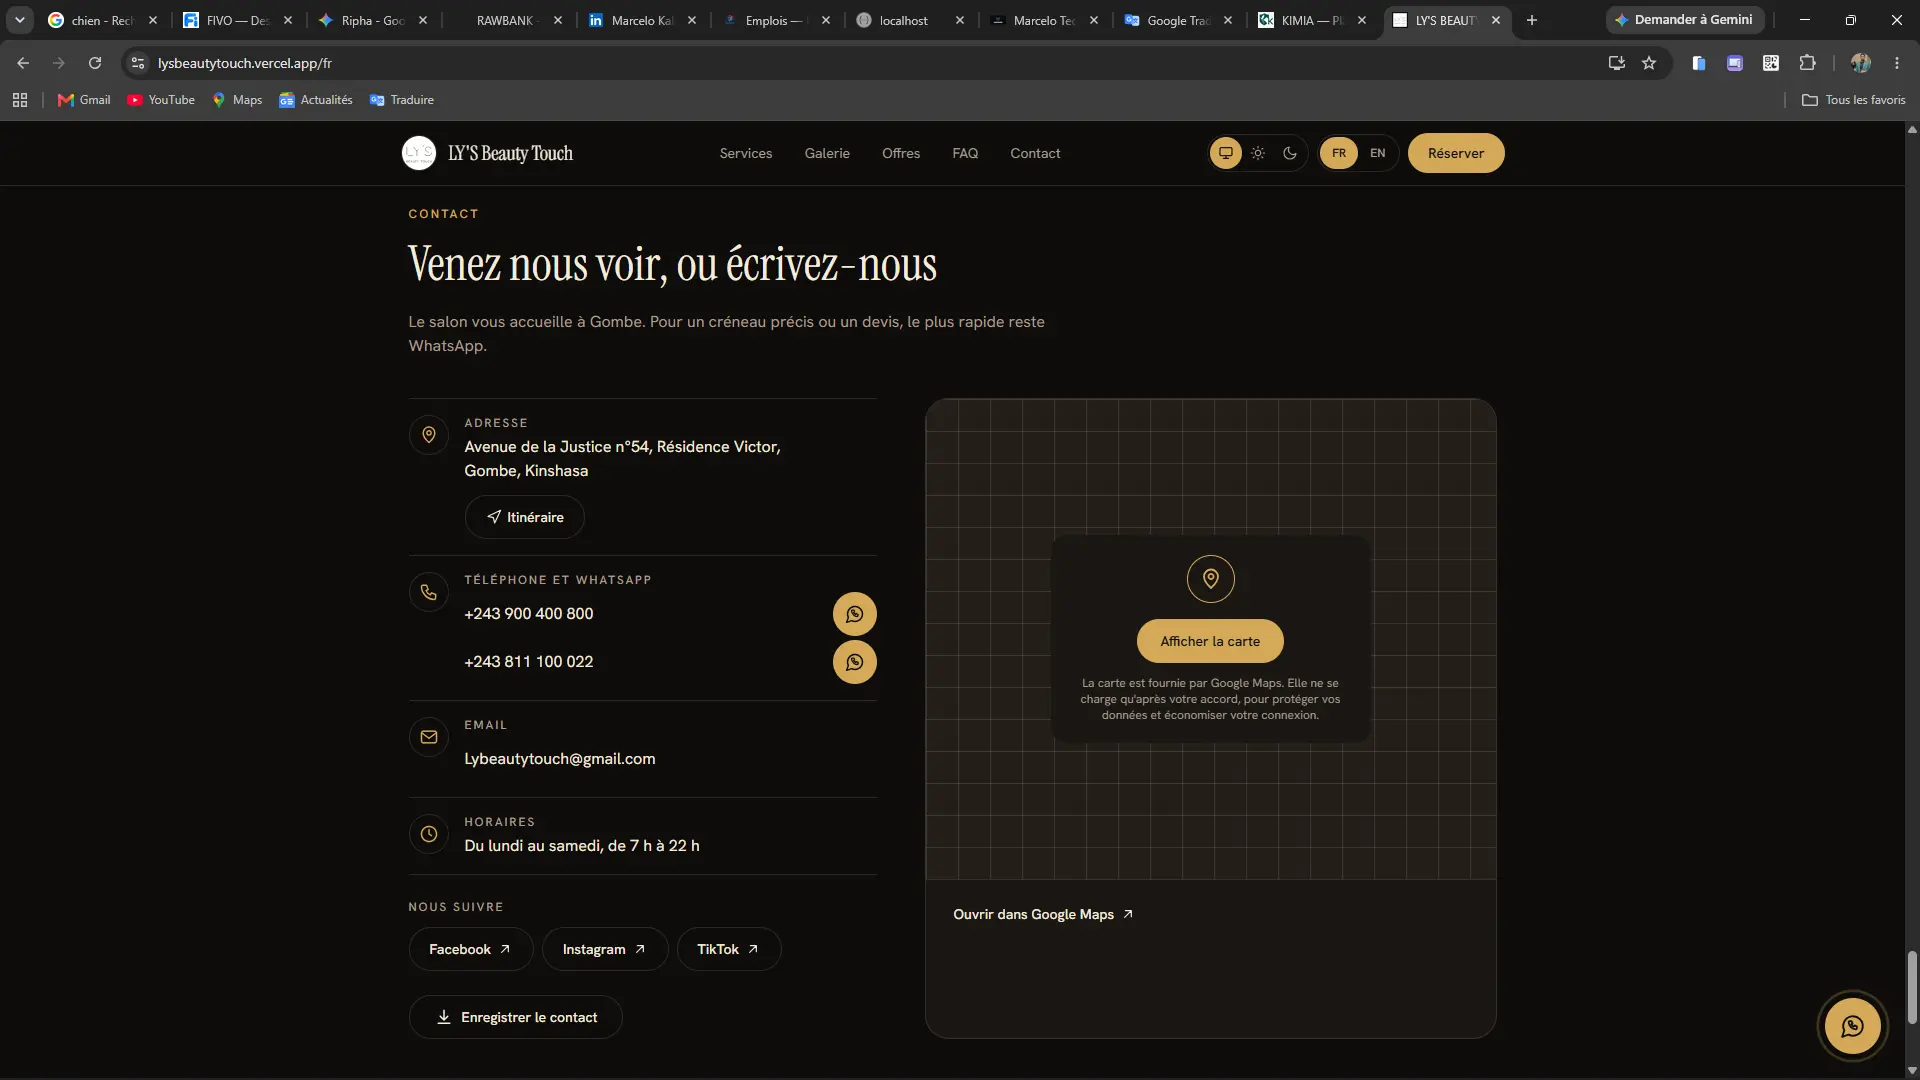 chien - Rech
FIVO — Des
Ripha - Goo
RAWBANK -
Marcelo Kal
Emplois —
localhost
Marcelo Tec
Google Trad
KIMIA — Pl
LY'S BEAUT
Demander à Gemini
lysbeautytouch.vercel.app/fr
Gmail
YouTube
Maps
Actualités
Traduire
Tous les favoris
LY'S Beauty Touch
Services
Galerie
Offres
FAQ
Contact
FR
EN
Réserver
CONTACT
Venez nous voir, ou écrivez-nous
Le salon vous accueille à Gombe. Pour un créneau précis ou un devis, le plus rapide reste
WhatsApp.
ADRESSE
Avenue de la Justice n°54, Résidence Victor,
Gombe, Kinshasa
Itinéraire
TÉLÉPHONE ET WHATSAPP
+243 900 400 800
+243 811 100 022
EMAIL
Lybeautytouch@gmail.com
HORAIRES
Du lundi au samedi, de 7 h à 22 h
NOUS SUIVRE
Facebook
Instagram
TikTok
Enregistrer le contact
Afficher la carte
La carte est fournie par Google Maps. Elle ne se
charge qu'après votre accord, pour protéger vos
données et économiser votre connexion.
Ouvrir dans Google Maps